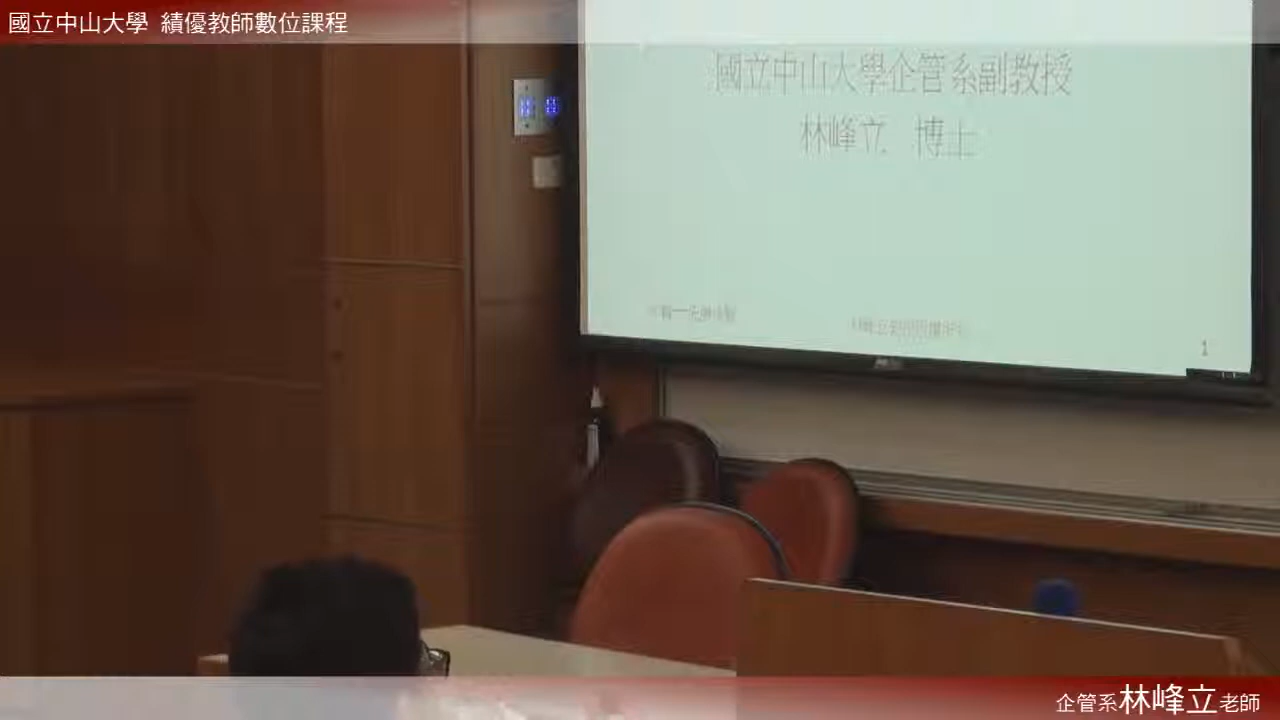 國立中山大學 績優教師數位課程
國立中山大學企管系副教授
林峰立 博士
1
企管系林峰立老師